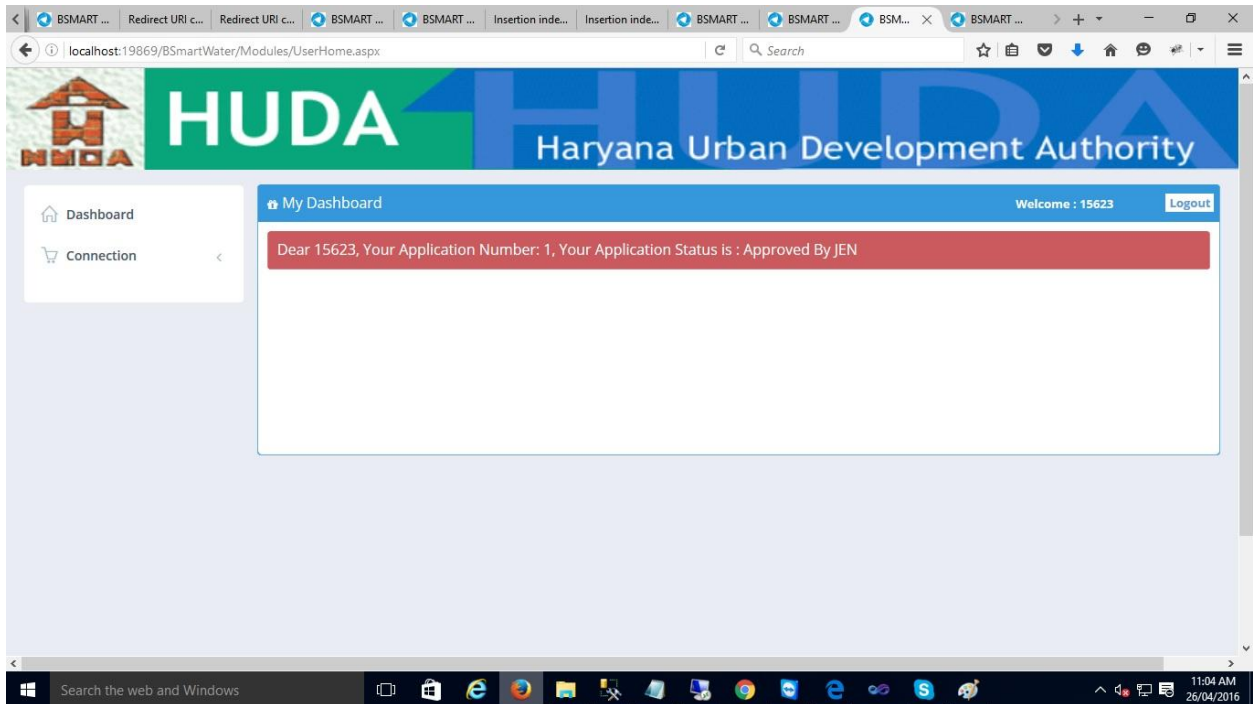 BSMART ...
Redirect URI c...
Redirect URI c...
BSMART ...
BSMART ...
Insertion inde...
Insertion inde...
BSMART ...
BSMART ...
BSM...
BSMART ...
localhost:19869/BSmartWater/Modules/UserHome.aspx
Search
HUDA
HUDA
Haryana Urban Development Authority
Dashboard
Connection
My Dashboard
Welcome : 15623
Logout
Dear 15623, Your Application Number: 1, Your Application Status is : Approved By JEN
Search the web and Windows
11:04 AM
26/04/2016